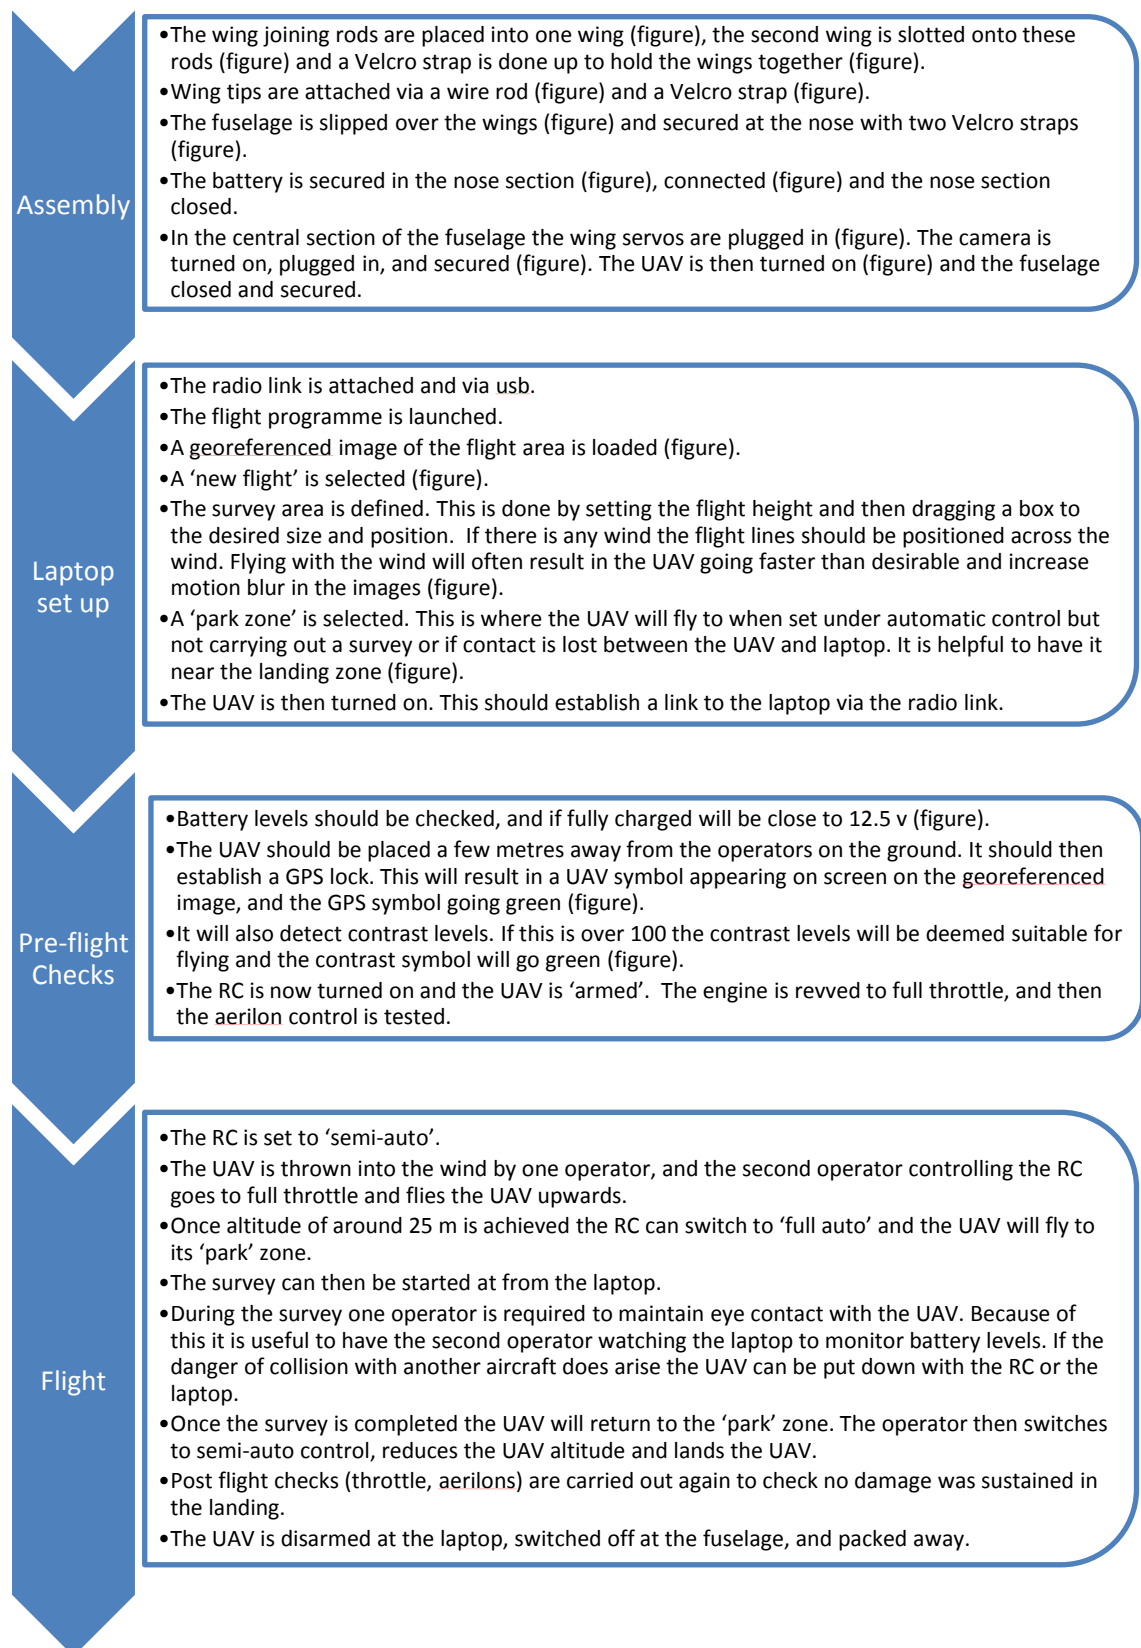 Assembly
•The wing joining rods are placed into one wing (figure), the second wing is slotted onto these
rods (figure) and a Velcro strap is done up to hold the wings together (figure).
•Wing tips are attached via a wire rod (figure) and a Velcro strap (figure).
•The fuselage is slipped over the wings (figure) and secured at the nose with two Velcro straps
(figure).
•The battery is secured in the nose section (figure), connected (figure) and the nose section
closed.
•In the central section of the fuselage the wing servos are plugged in (figure). The camera is
turned on, plugged in, and secured (figure). The UAV is then turned on (figure) and the fuselage
closed and secured.
Laptop
set up
•The radio link is attached and via usb.
•The flight programme is launched.
•A georeferenced image of the flight area is loaded (figure).
•A ‘new flight’ is selected (figure).
•The survey area is defined. This is done by setting the flight height and then dragging a box to
the desired size and position.  If there is any wind the flight lines should be positioned across the
wind. Flying with the wind will often result in the UAV going faster than desirable and increase
motion blur in the images (figure).
•A ‘park zone’ is selected. This is where the UAV will fly to when set under automatic control but
not carrying out a survey or if contact is lost between the UAV and laptop. It is helpful to have it
near the landing zone (figure).
•The UAV is then turned on. This should establish a link to the laptop via the radio link.
Pre-flight
Checks
•Battery levels should be checked, and if fully charged will be close to 12.5 v (figure).
•The UAV should be placed a few metres away from the operators on the ground. It should then
establish a GPS lock. This will result in a UAV symbol appearing on screen on the georeferenced
image, and the GPS symbol going green (figure).
•It will also detect contrast levels. If this is over 100 the contrast levels will be deemed suitable for
flying and the contrast symbol will go green (figure).
•The RC is now turned on and the UAV is ‘armed’.  The engine is revved to full throttle, and then
the aerilon control is tested.
Flight
•The RC is set to ‘semi-auto’.
•The UAV is thrown into the wind by one operator, and the second operator controlling the RC
goes to full throttle and flies the UAV upwards.
•Once altitude of around 25 m is achieved the RC can switch to ‘full auto’ and the UAV will fly to
its ‘park’ zone.
•The survey can then be started at from the laptop.
•During the survey one operator is required to maintain eye contact with the UAV. Because of
this it is useful to have the second operator watching the laptop to monitor battery levels. If the
danger of collision with another aircraft does arise the UAV can be put down with the RC or the
laptop.
•Once the survey is completed the UAV will return to the ‘park’ zone. The operator then switches
to semi-auto control, reduces the UAV altitude and lands the UAV.
•Post flight checks (throttle, aerilons) are carried out again to check no damage was sustained in
the landing.
•The UAV is disarmed at the laptop, switched off at the fuselage, and packed away.